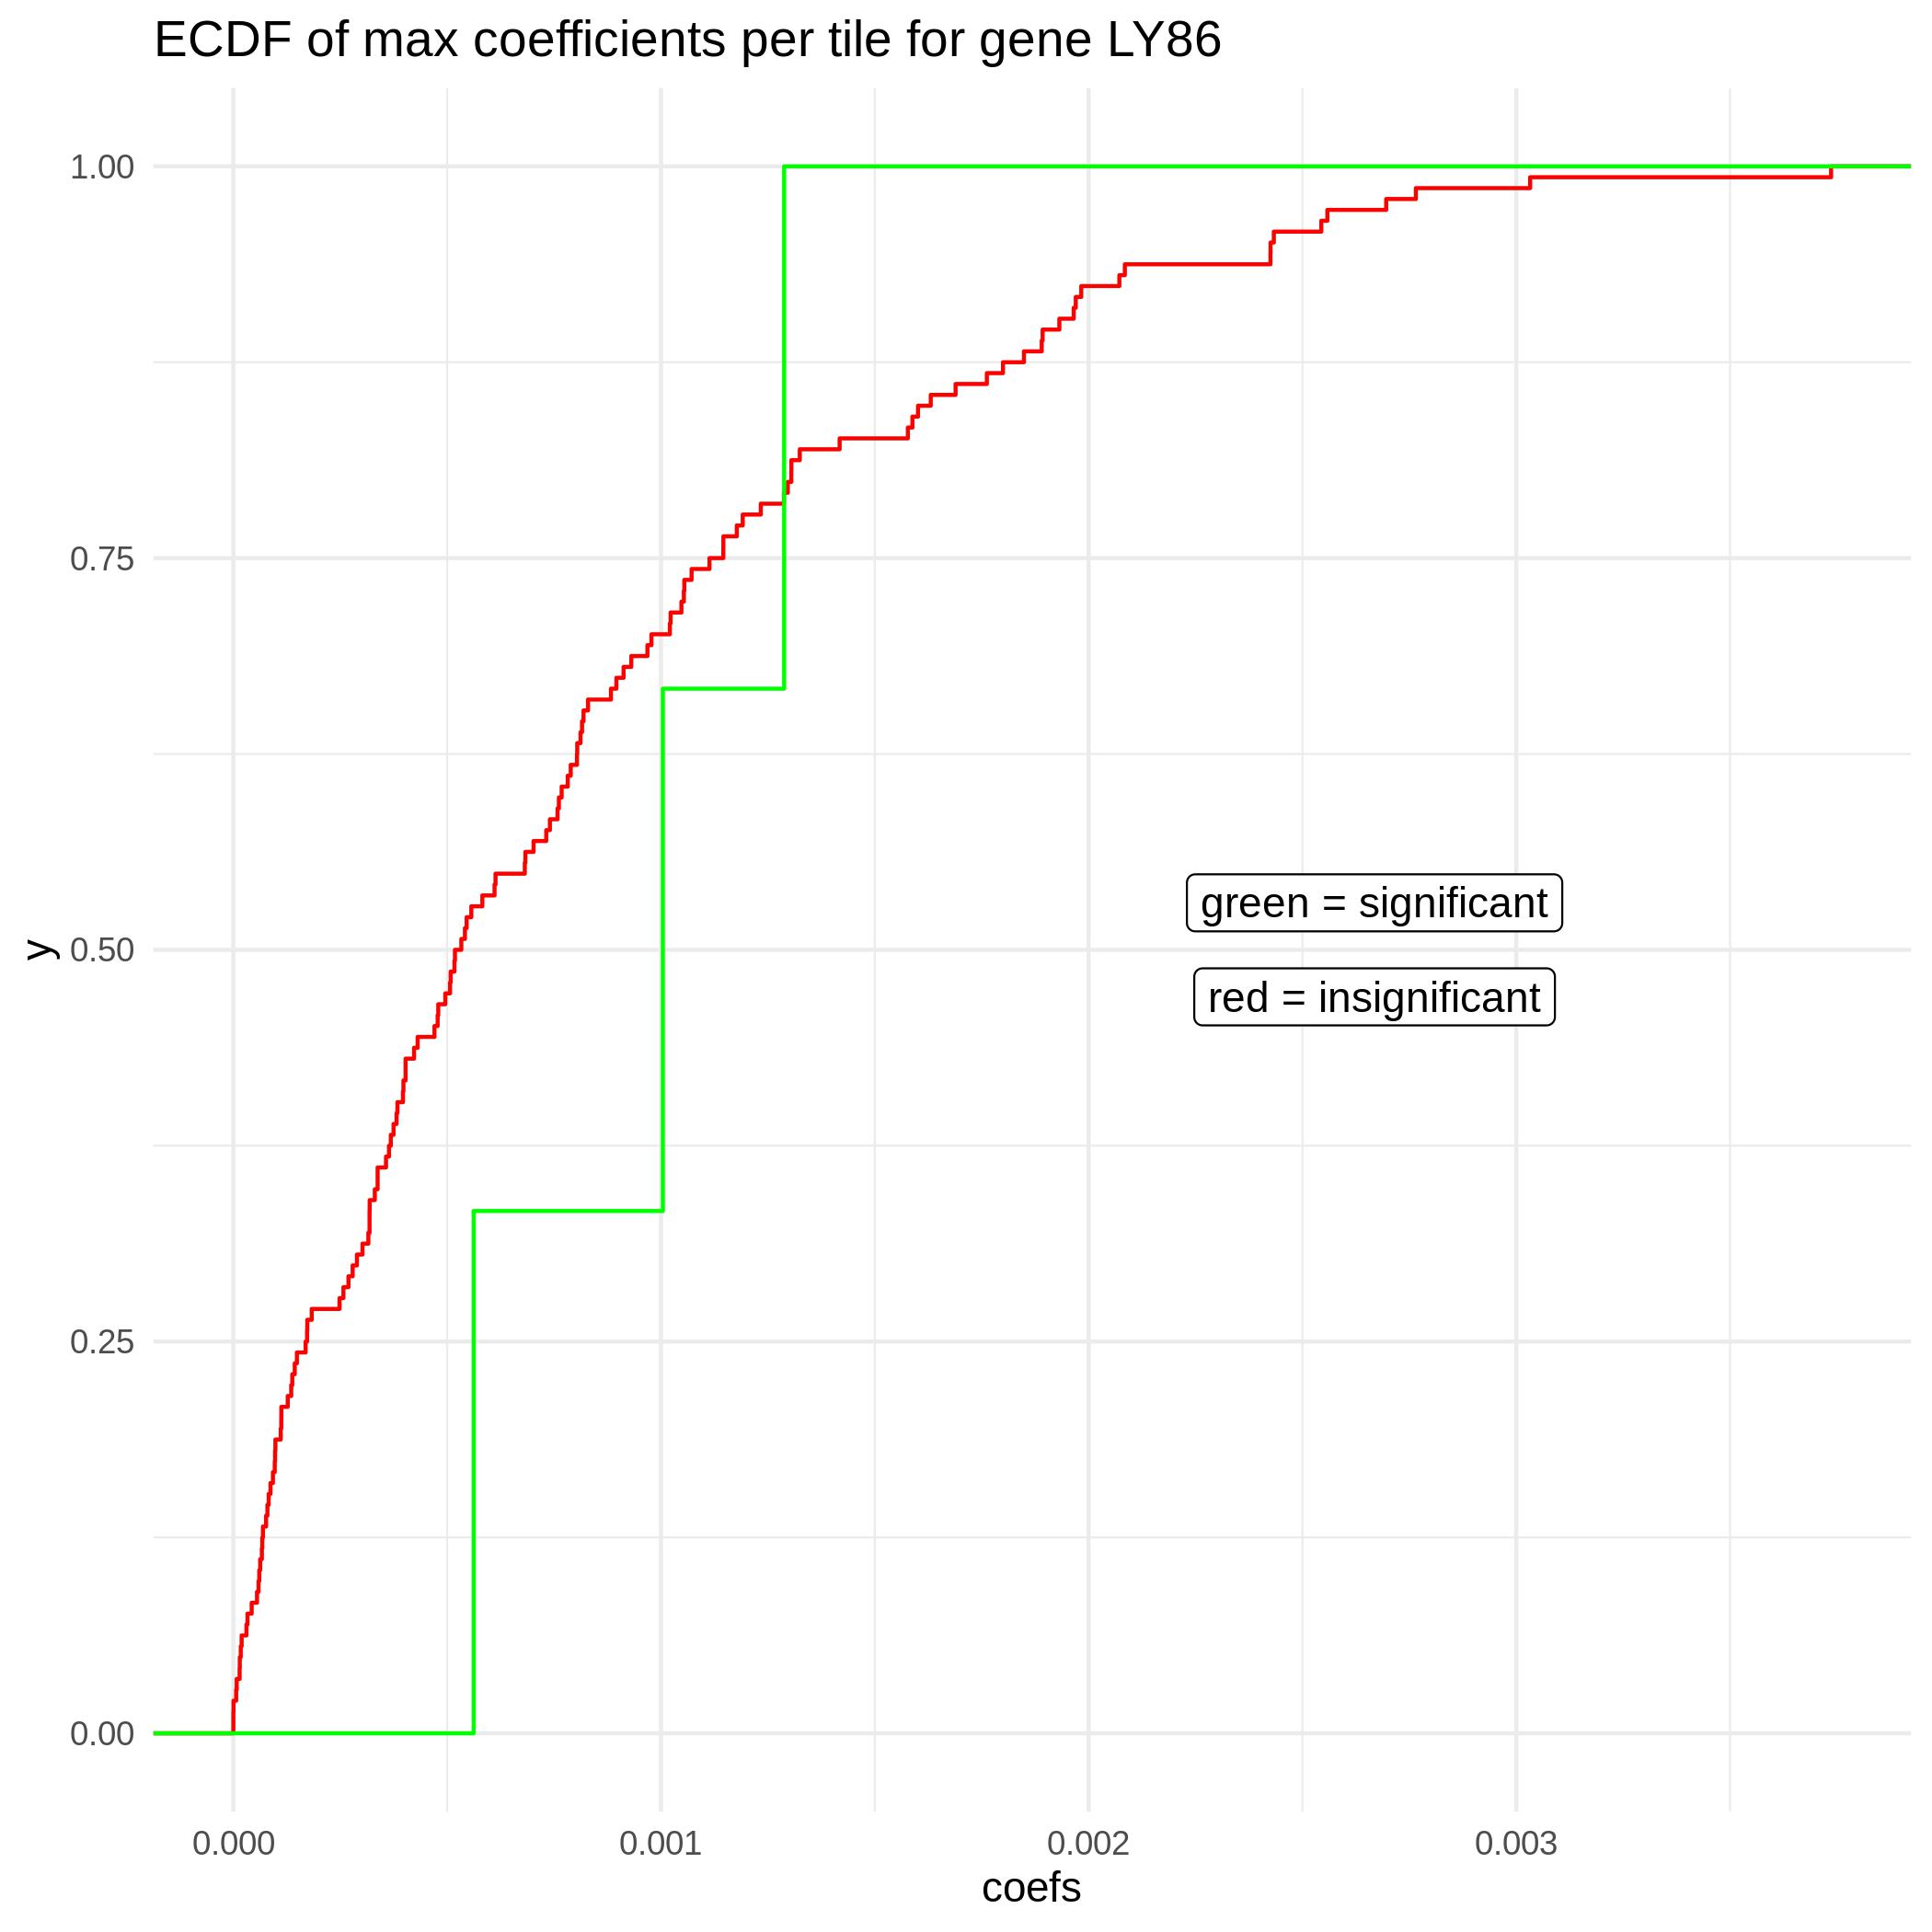 ECDF of max coefficients per tile for gene LY86
1.00
0.75
0.50
0.25
0.00
y
green = significant
red = insignificant
0.000 0.001 0.002 0.003
coefs